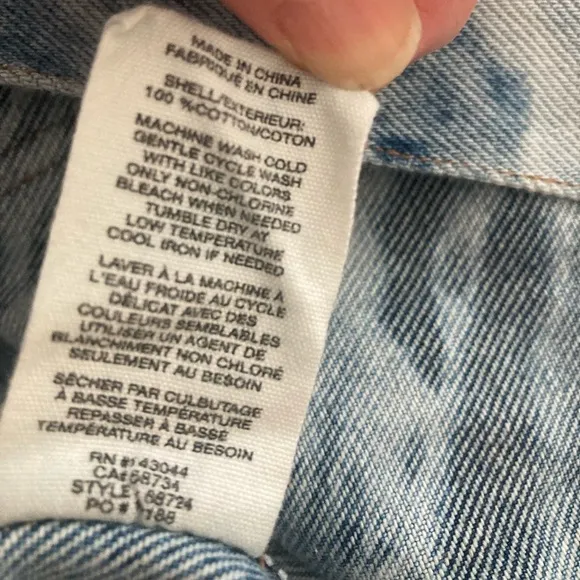 MADE IN CHINA
FABRIQUÉ EN CHINE
SHELL/EXTERIEUR:
100 %COTTON/COTON
MACHINE WASH COLD
GENTLE CYCLE WASH
WITH LIKE COLORS
ONLY NON-CHLORINE
BLEACH WHEN NEEDED
TUMBLE DRY AT
LOW TEMPERATURE
COOL IRON IF NEEDED
LAVER À LA MACHINE À
L'EAU FROIDE AU CYCLE
DÉLICAT AVEC DES
COULEURS SEMBLABLES
UTILISER UN AGENT DE
BLANCHIMENT NON CHLORÉ
SEULEMENT AU BESOIN
SÉCHER PAR CULBUTAGE
À BASSE TEMPÉRATURE
REPASSER À BASSE
TEMPÉRATURE AU BESOIN
RN #143044
CA#
STYLE
PO #